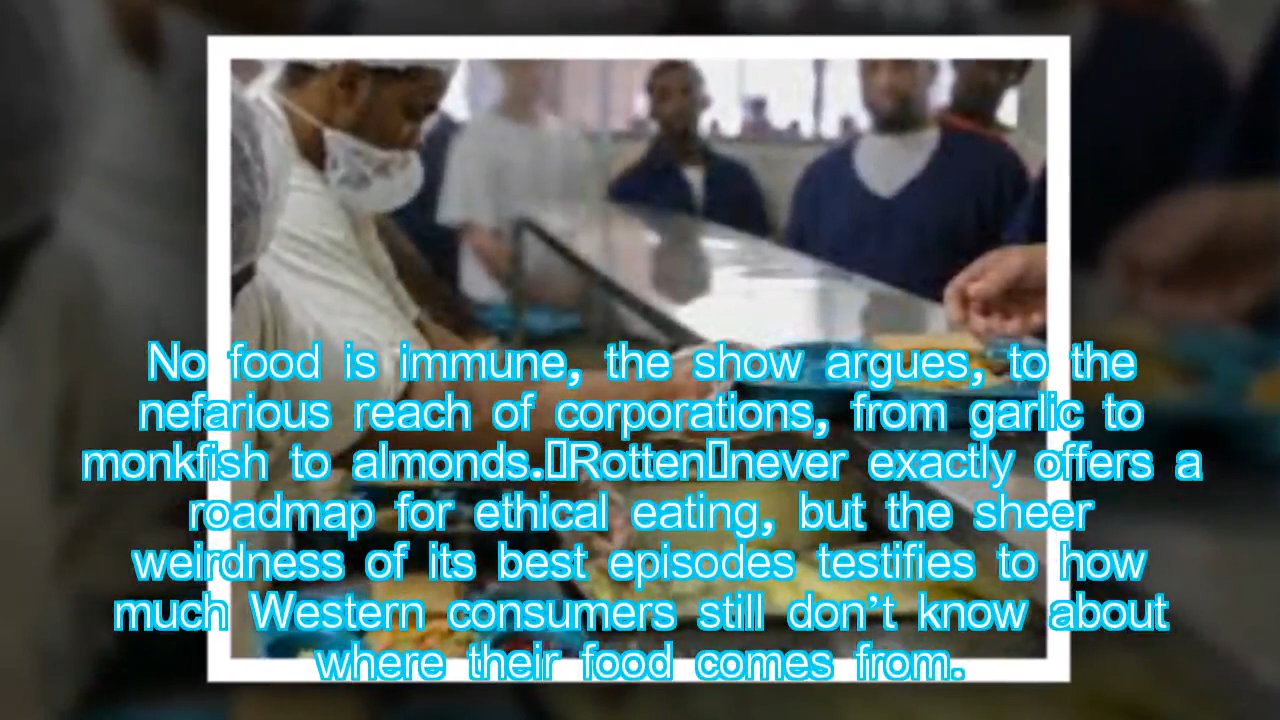 No food is immune, the show argues, to the
nefarious reach of corporations, from garlic to
monkfish to almonds.▯Rotten▯never exactly offers a
roadmap for ethical eating, but the sheer
weirdness of its best episodes testifies to how
much Western consumers still don’t know about
where their food comes from.